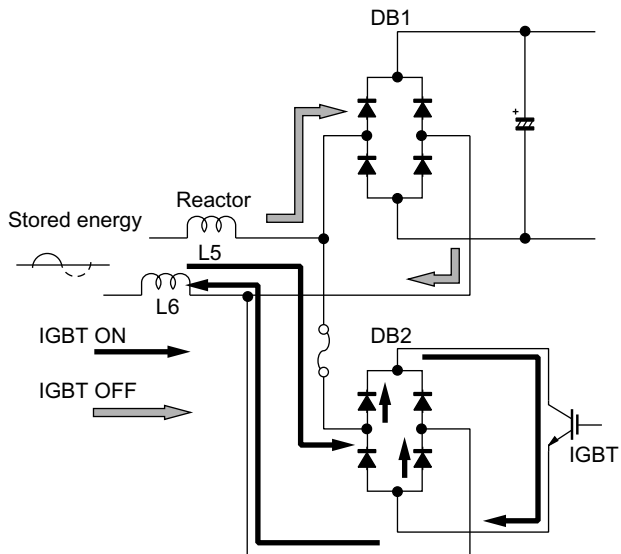 DB1
+
Reactor
Stored energy
L5
L6
IGBT ON
DB2
IGBT OFF
IGBT